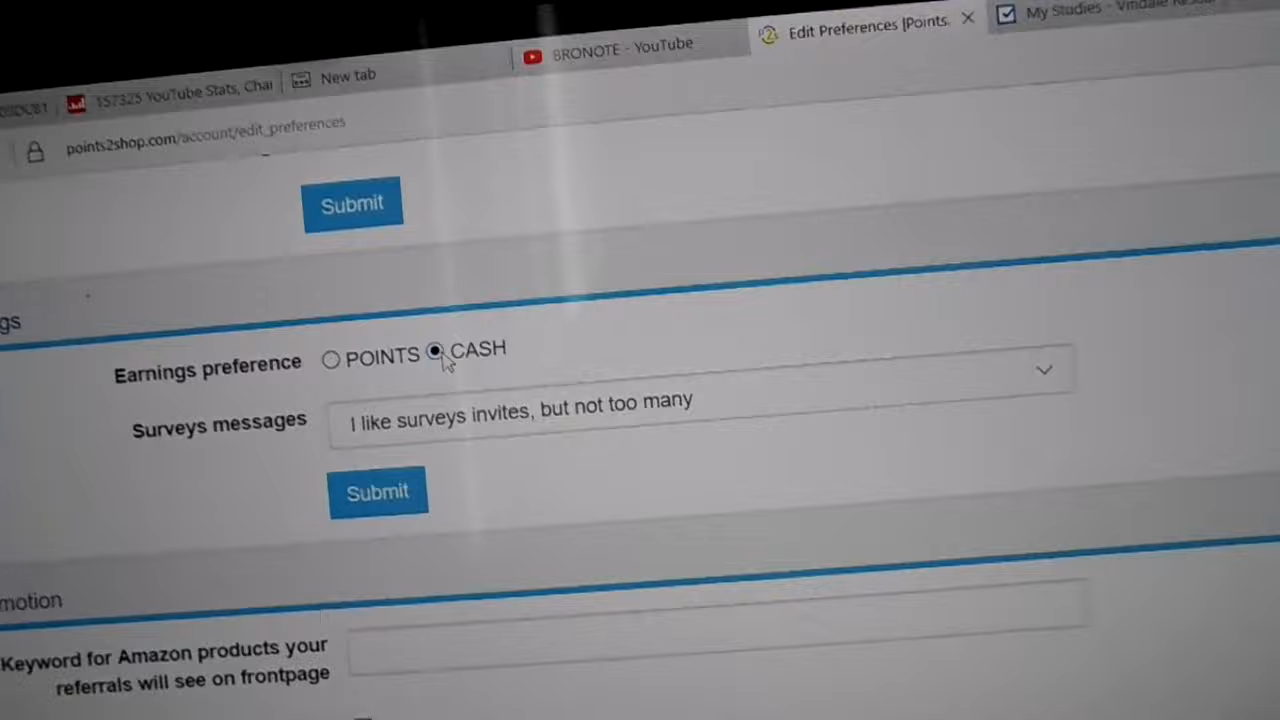 157325 YouTube Stats, Chai
New tab
BRONOTE - YouTube
Edit Preferences |Points.
My Studies - Vindale
points2shop.com/account/edit_preferences
Submit
gs
Earnings preference POINTS CASH
Surveys messages I like surveys invites, but not too many
Submit
motion
Keyword for Amazon products your
referrals will see on frontpage